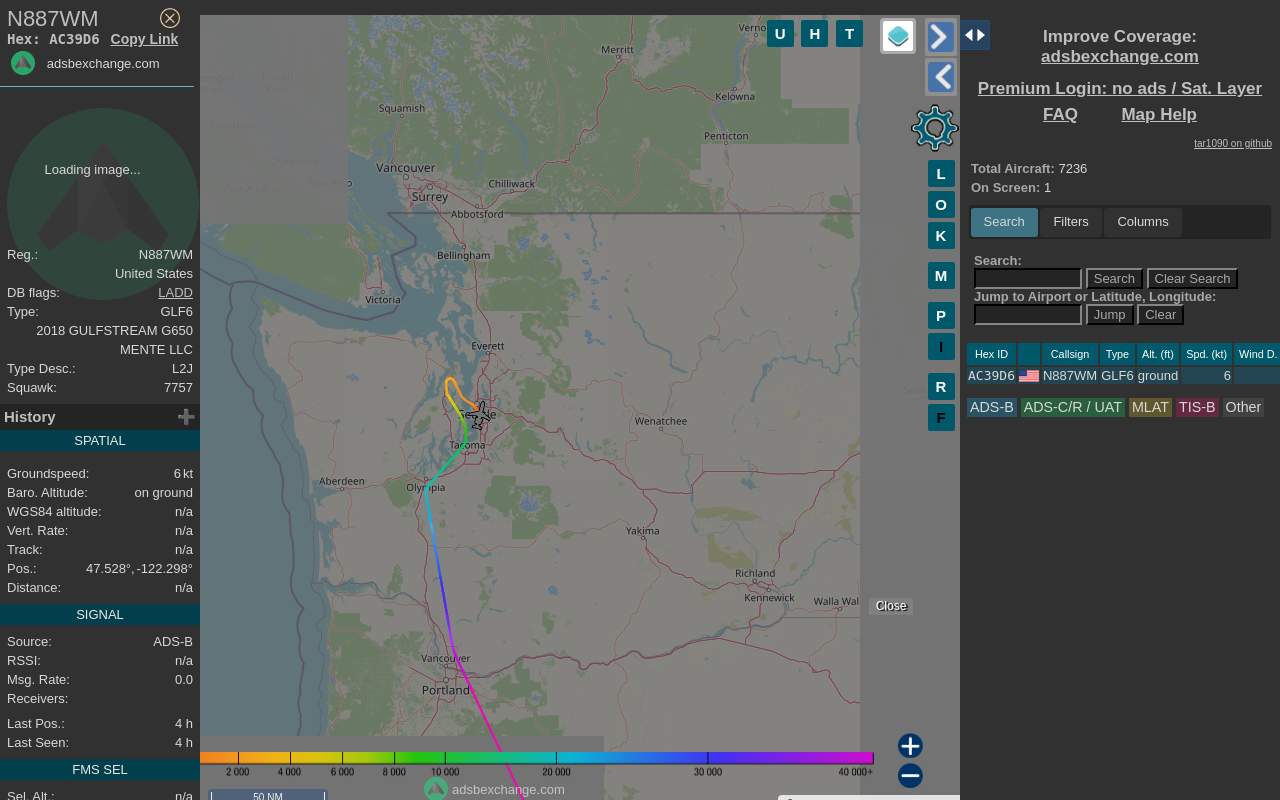 N887WM
Hex: AC39D6 Copy Link
adsbexchange.com
Loading image...
Reg.: N887WM
United States
DB flags: LADD
Type: GLF6
2018 GULFSTREAM G650
MENTE LLC
Type Desc.: L2J
Squawk: 7757
History
SPATIAL
Groundspeed: 6 kt
Baro. Altitude: on ground
WGS84 altitude: n/a
Vert. Rate: n/a
Track: n/a
Pos.: 47.528°, -122.298°
Distance: n/a
SIGNAL
Source: ADS-B
RSSI: n/a
Msg. Rate: 0.0
Receivers:
Last Pos.: 4 h
Last Seen: 4 h
FMS SEL
Sel. Alt.: n/a
U H T
L
O
K
M
P
I
R
F
Merritt
Squamish
Kelowna
Penticton
Vancouver
Surrey
Chilliwack
Abbotsford
Bellingham
Victoria
Everett
Wenatchee
Tacoma
Aberdeen
Olympia
Yakima
Richland
Kennewick
Walla Wal
Vancouver
Portland
Close
2 000 4 000 6 000 8 000 10 000 20 000 30 000 40 000+
adsbexchange.com
50 NM
Improve Coverage:
adsbexchange.com
Premium Login: no ads / Sat. Layer
FAQ Map Help
tar1090 on github
Total Aircraft: 7236
On Screen: 1
Search Filters Columns
Search:
Search Clear Search
Jump to Airport or Latitude, Longitude:
Jump Clear
Hex ID Callsign Type Alt. (ft) Spd. (kt) Wind D.
AC39D6 N887WM GLF6 ground 6
ADS-B ADS-C/R / UAT MLAT TIS-B Other